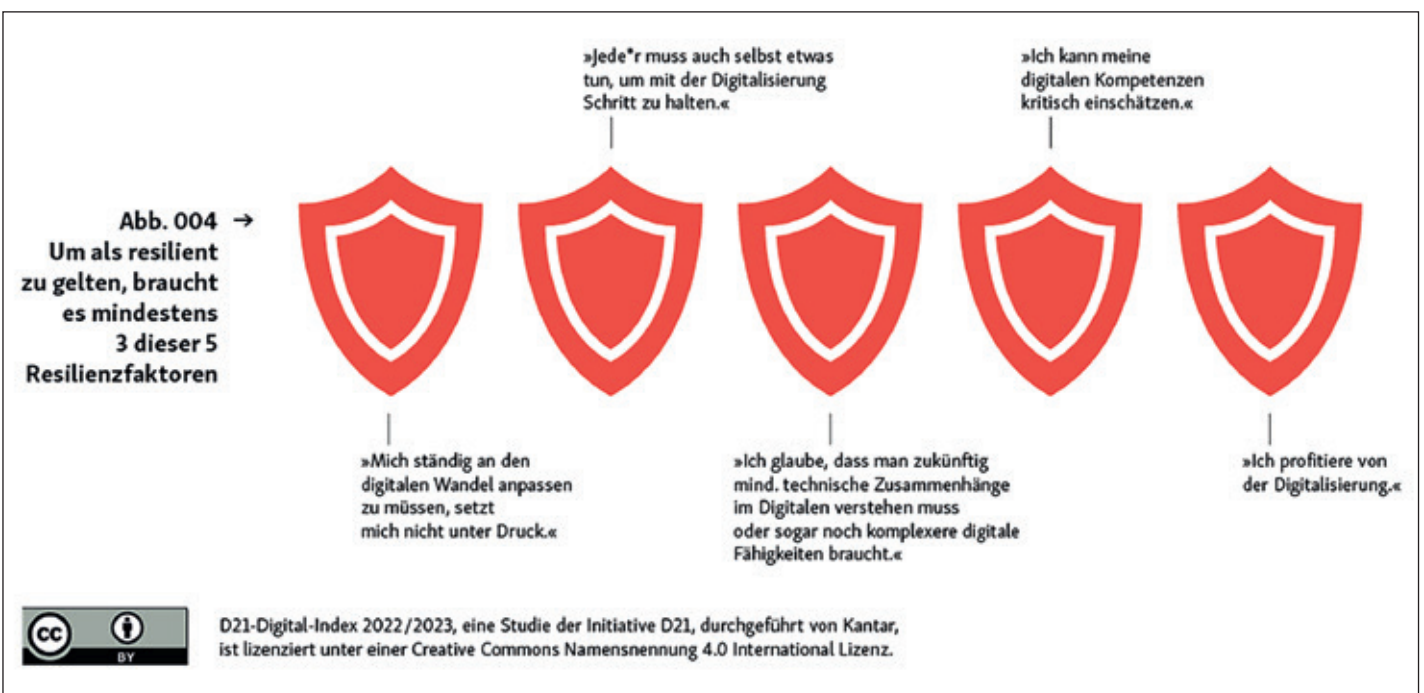 Abb. 004 →
Um als resilient
zu gelten, braucht
es mindestens
3 dieser 5
Resilienzfaktoren
»Mich ständig an den
digitalen Wandel anpassen
zu müssen, setzt
mich nicht unter Druck.«
»Jede*r muss auch selbst etwas
tun, um mit der Digitalisierung
Schritt zu halten.«
»Ich glaube, dass man zukünftig
mind. technische Zusammenhänge
im Digitalen verstehen muss
oder sogar noch komplexere digitale
Fähigkeiten braucht.«
»Ich kann meine
digitalen Kompetenzen
kritisch einschätzen.«
»Ich profitiere von
der Digitalisierung.«
cc
BY
D21-Digital-Index 2022/2023, eine Studie der Initiative D21, durchgeführt von Kantar,
ist lizenziert unter einer Creative Commons Namensnennung 4.0 International Lizenz.